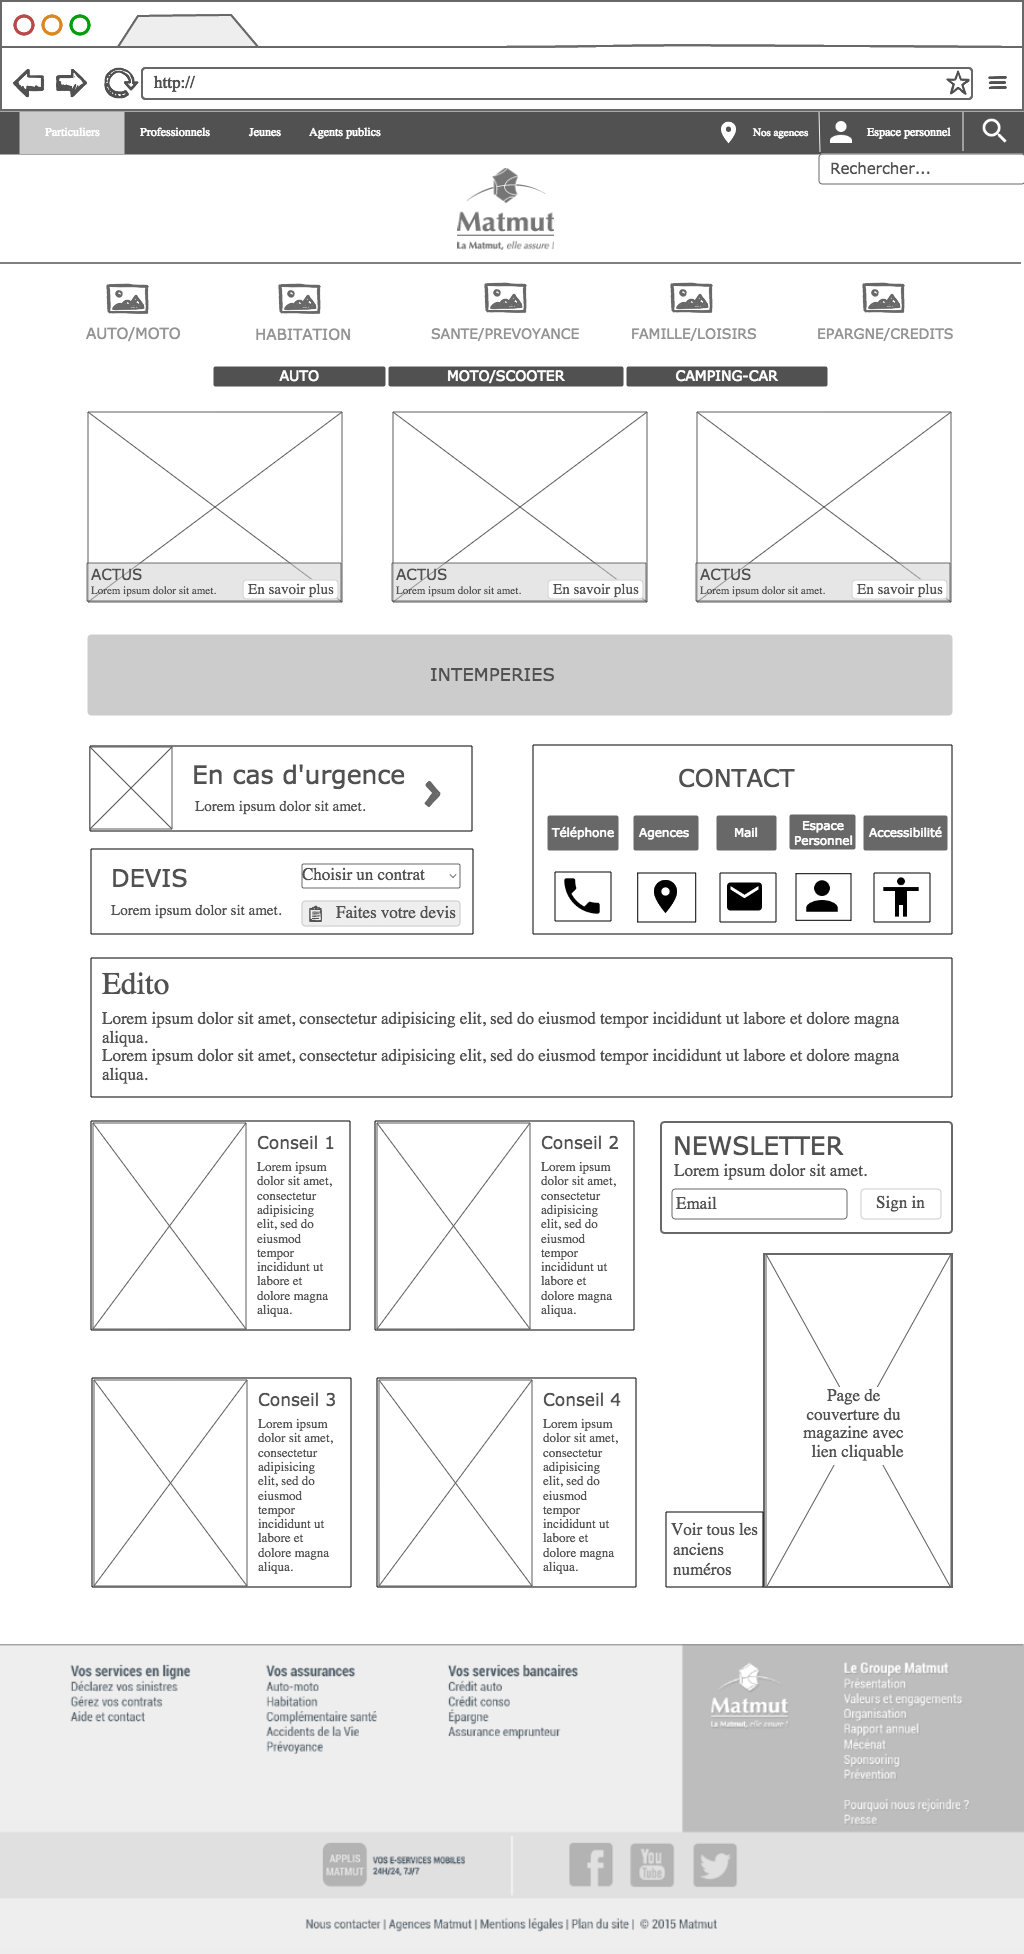 http://
Particuliers
Professionnels
Jeunes
Agents publics
Nos agences
Espace personnel
Rechercher...
Matmut
La Matmut, elle assure !
AUTO/MOTO
HABITATION
SANTE/PREVOYANCE
FAMILLE/LOISIRS
EPARGNE/CREDITS
AUTO
MOTO/SCOOTER
CAMPING-CAR
ACTUS
Lorem ipsum dolor sit amet.
En savoir plus
ACTUS
Lorem ipsum dolor sit amet.
En savoir plus
ACTUS
Lorem ipsum dolor sit amet.
En savoir plus
INTEMPERIES
En cas d'urgence
Lorem ipsum dolor sit amet.
DEVIS
Lorem ipsum dolor sit amet.
Choisir un contrat
Faites votre devis
CONTACT
Téléphone
Agences
Mail
Espace
Personnel
Accessibilité
Edito
Lorem ipsum dolor sit amet, consectetur adipisicing elit, sed do eiusmod tempor incididunt ut labore et dolore magna
aliqua.
Lorem ipsum dolor sit amet, consectetur adipisicing elit, sed do eiusmod tempor incididunt ut labore et dolore magna
aliqua.
Conseil 1
Lorem ipsum
dolor sit amet,
consectetur
adipisicing
elit, sed do
eiusmod
tempor
incididunt ut
labore et
dolore magna
aliqua.
Conseil 2
Lorem ipsum
dolor sit amet,
consectetur
adipisicing
elit, sed do
eiusmod
tempor
incididunt ut
labore et
dolore magna
aliqua.
NEWSLETTER
Lorem ipsum dolor sit amet.
Email
Sign in
Conseil 3
Lorem ipsum
dolor sit amet,
consectetur
adipisicing
elit, sed do
eiusmod
tempor
incididunt ut
labore et
dolore magna
aliqua.
Conseil 4
Lorem ipsum
dolor sit amet,
consectetur
adipisicing
elit, sed do
eiusmod
tempor
incididunt ut
labore et
dolore magna
aliqua.
Page de
couverture du
magazine avec
lien cliquable
Voir tous les
anciens
numéros
Vos services en ligne
Déclarez vos sinistres
Gérez vos contrats
Aide et contact
Vos assurances
Auto-moto
Habitation
Complémentaire santé
Accidents de la Vie
Prévoyance
Vos services bancaires
Crédit auto
Crédit conso
Épargne
Assurance emprunteur
Matmut
La Matmut, elle assure !
Le Groupe Matmut
Présentation
Valeurs et engagements
Organisation
Rapport annuel
Mécénat
Sponsoring
Prévention
Pourquoi nous rejoindre ?
Presse
APPLIS
MATMUT
VOS E-SERVICES MOBILES
24H/24, 7J/7
You
Tube
Nous contacter | Agences Matmut | Mentions légales | Plan du site | © 2015 Matmut